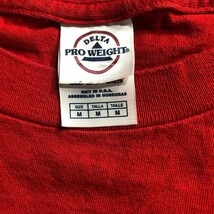 DELTA
PRO WEIGHT®
KNIT IN U.S.A.
ASSEMBLED IN HONDURAS
SIZE TALLA TAILLE
M M M